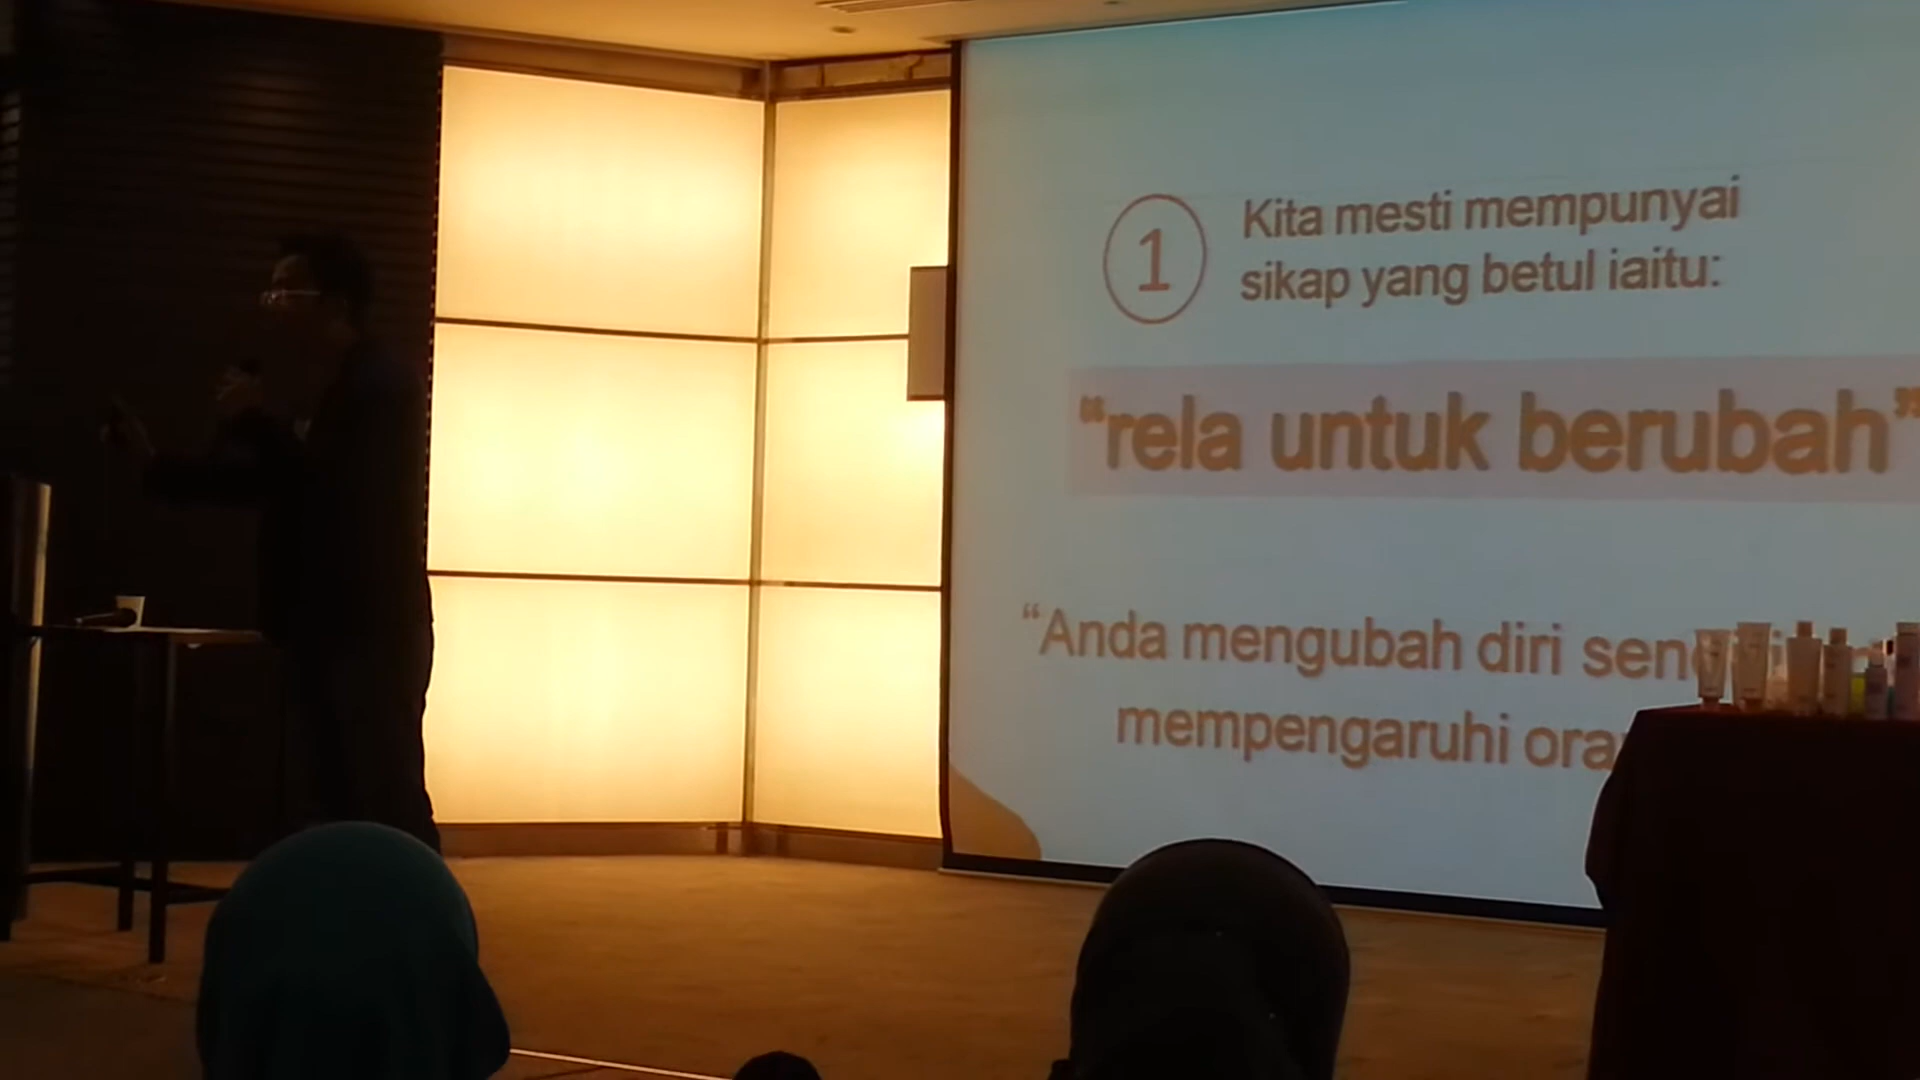 1
Kita mesti mempunyai
sikap yang betul iaitu:
“rela untuk berubah”
“Anda mengubah diri
mempengaruhi